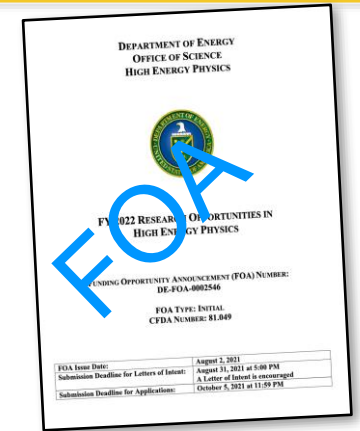 DEPARTMENT OF ENERGY
OFFICE OF SCIENCE
HIGH ENERGY PHYSICS
FY 2022 RESEARCH OPPORTUNITIES IN
HIGH ENERGY PHYSICS
FUNDING OPPORTUNITY ANNOUNCEMENT (FOA) NUMBER:
DE-FOA-0002546
FOA TYPE: INITIAL
CFDA NUMBER: 81.049
FOA Issue Date: August 2, 2021
Submission Deadline for Letters of Intent: August 31, 2021 at 5:00 PM
A Letter of Intent is encouraged
Submission Deadline for Applications: October 5, 2021 at 11:59 PM
FOA